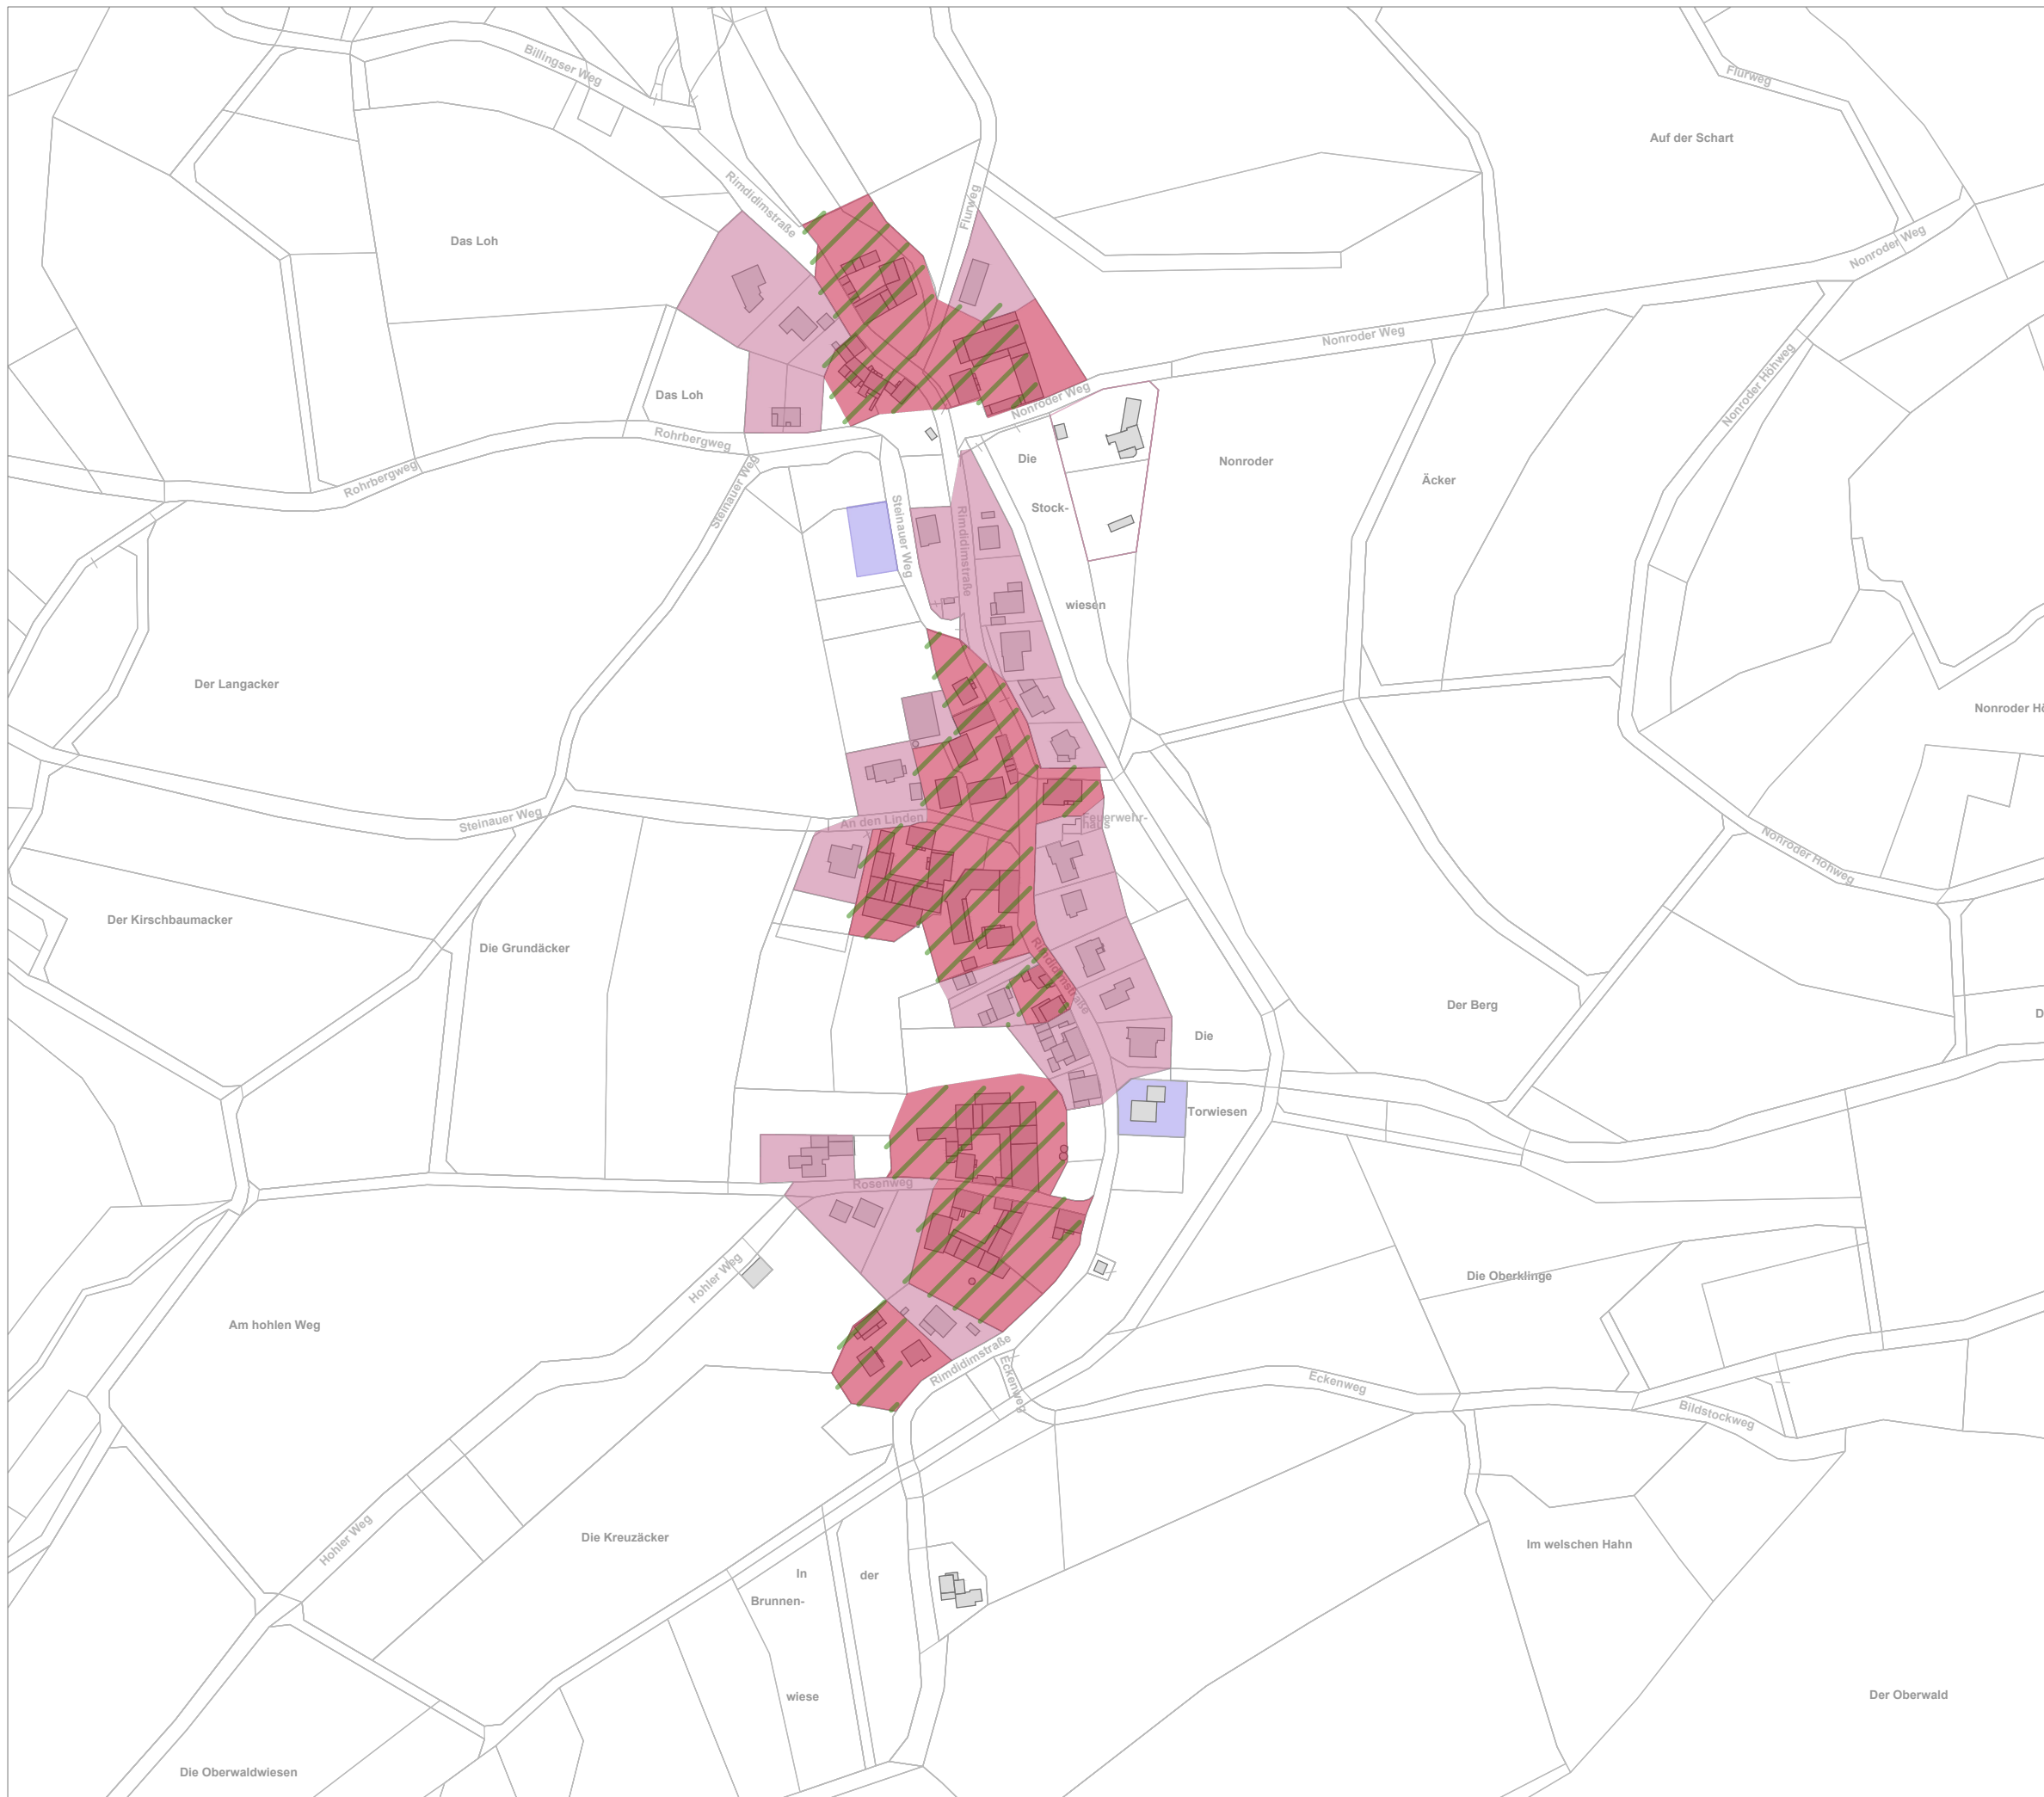 Billingser Weg
Flurweg
Auf der Schart
Rimdidimstraße
Flurweg
Das Loh
Nonroder Weg
Nonroder Weg
Nonroder Höhweg
Das Loh
Nonroder Weg
Rohrbergweg
Rohrbergweg
Steinauer Weg
Die
Nonroder
Äcker
Stock-
Steinauer Weg
Rimdidimstraße
wiesen
Der Langacker
Nonroder Hö
Steinauer Weg
An den Linden
Feuerwehr-
haus
Nonroder Höhweg
Der Kirschbaumacker
Die Grundäcker
Rimdidimstraße
Der Berg
D
Die
Torwiesen
Rosenweg
Hohler Weg
Die Oberklinge
Am hohlen Weg
Rimdidimstraße
Eckenweg
Eckenweg
Bildstockweg
Hohler Weg
Die Kreuzäcker
Im welschen Hahn
In
der
Brunnen-
wiese
Der Oberwald
Die Oberwaldwiesen